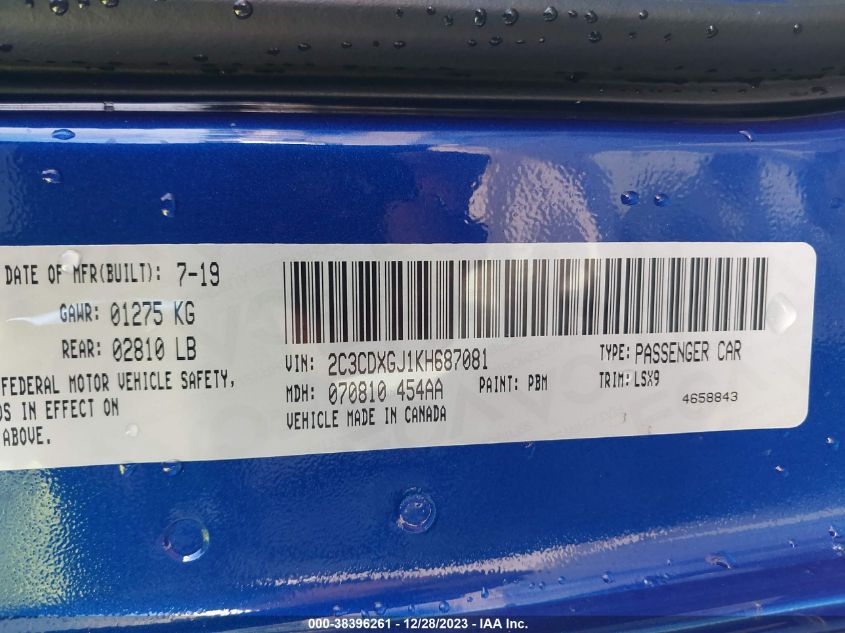 DATE OF MFR(BUILT): 7-19
GAWR: 01275 KG
REAR: 02810 LB
FEDERAL MOTOR VEHICLE SAFETY,
IN EFFECT ON
ABOVE.
VIN: 2C3CDXGJ1KH687081 TYPE: PASSENGER CAR
MDH: 070810 454AA PAINT: PBM TRIM: LSX9
VEHICLE MADE IN CANADA 4658843
000-38396261 - 12/28/2023 - IAA Inc.